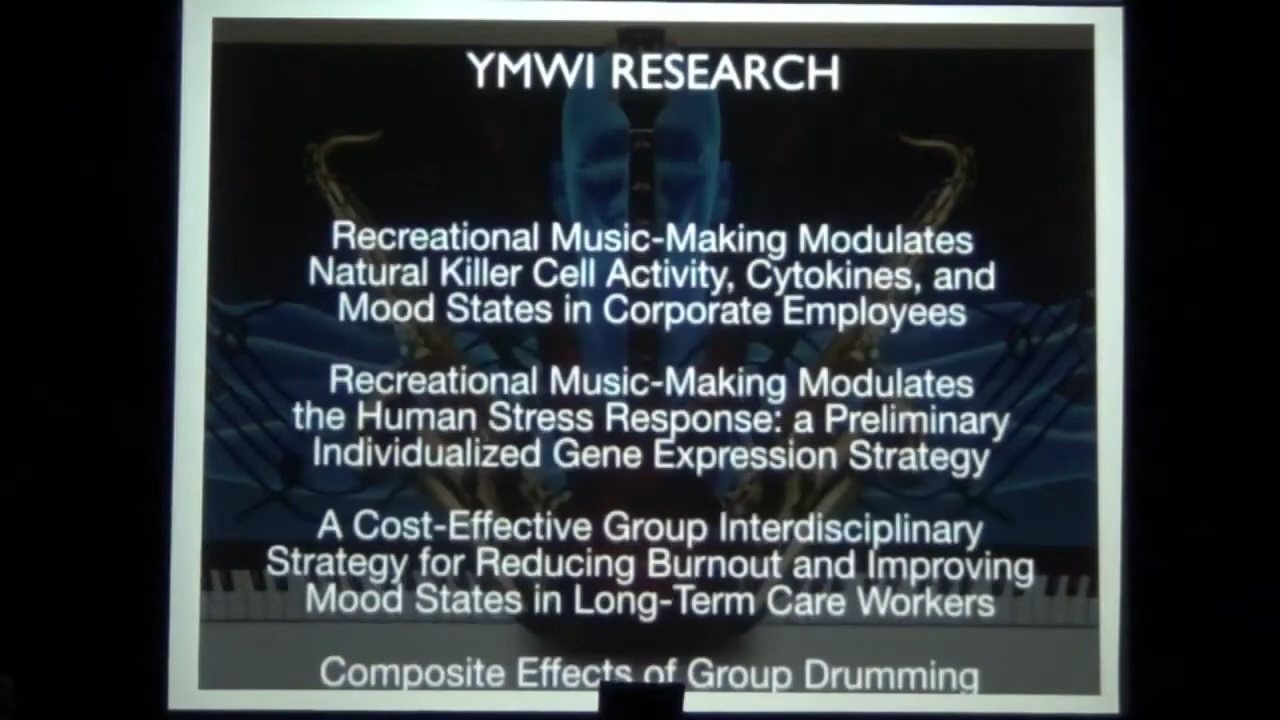 YMWI RESEARCH
Recreational Music-Making Modulates
Natural Killer Cell Activity, Cytokines, and
Mood States in Corporate Employees
Recreational Music-Making Modulates
the Human Stress Response: a Preliminary
Individualized Gene Expression Strategy
A Cost-Effective Group Interdisciplinary
Strategy for Reducing Burnout and Improving
Mood States in Long-Term Care Workers
Composite Effects of Group Drumming